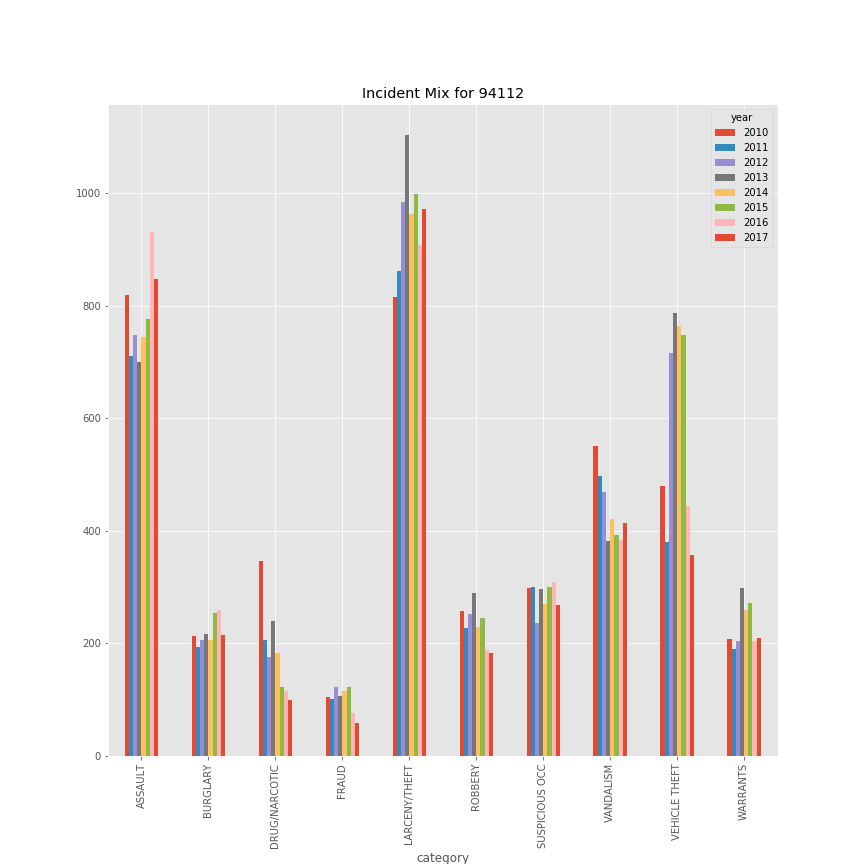 Incident Mix for 94112
year
2010
2011
2012
2013
2014
2015
2016
2017
1000
800
600
400
200
0
ASSAULT
BURGLARY
DRUG/NARCOTIC
FRAUD
LARCENY/THEFT
ROBBERY
SUSPICIOUS OCC
VANDALISM
VEHICLE THEFT
WARRANTS
category